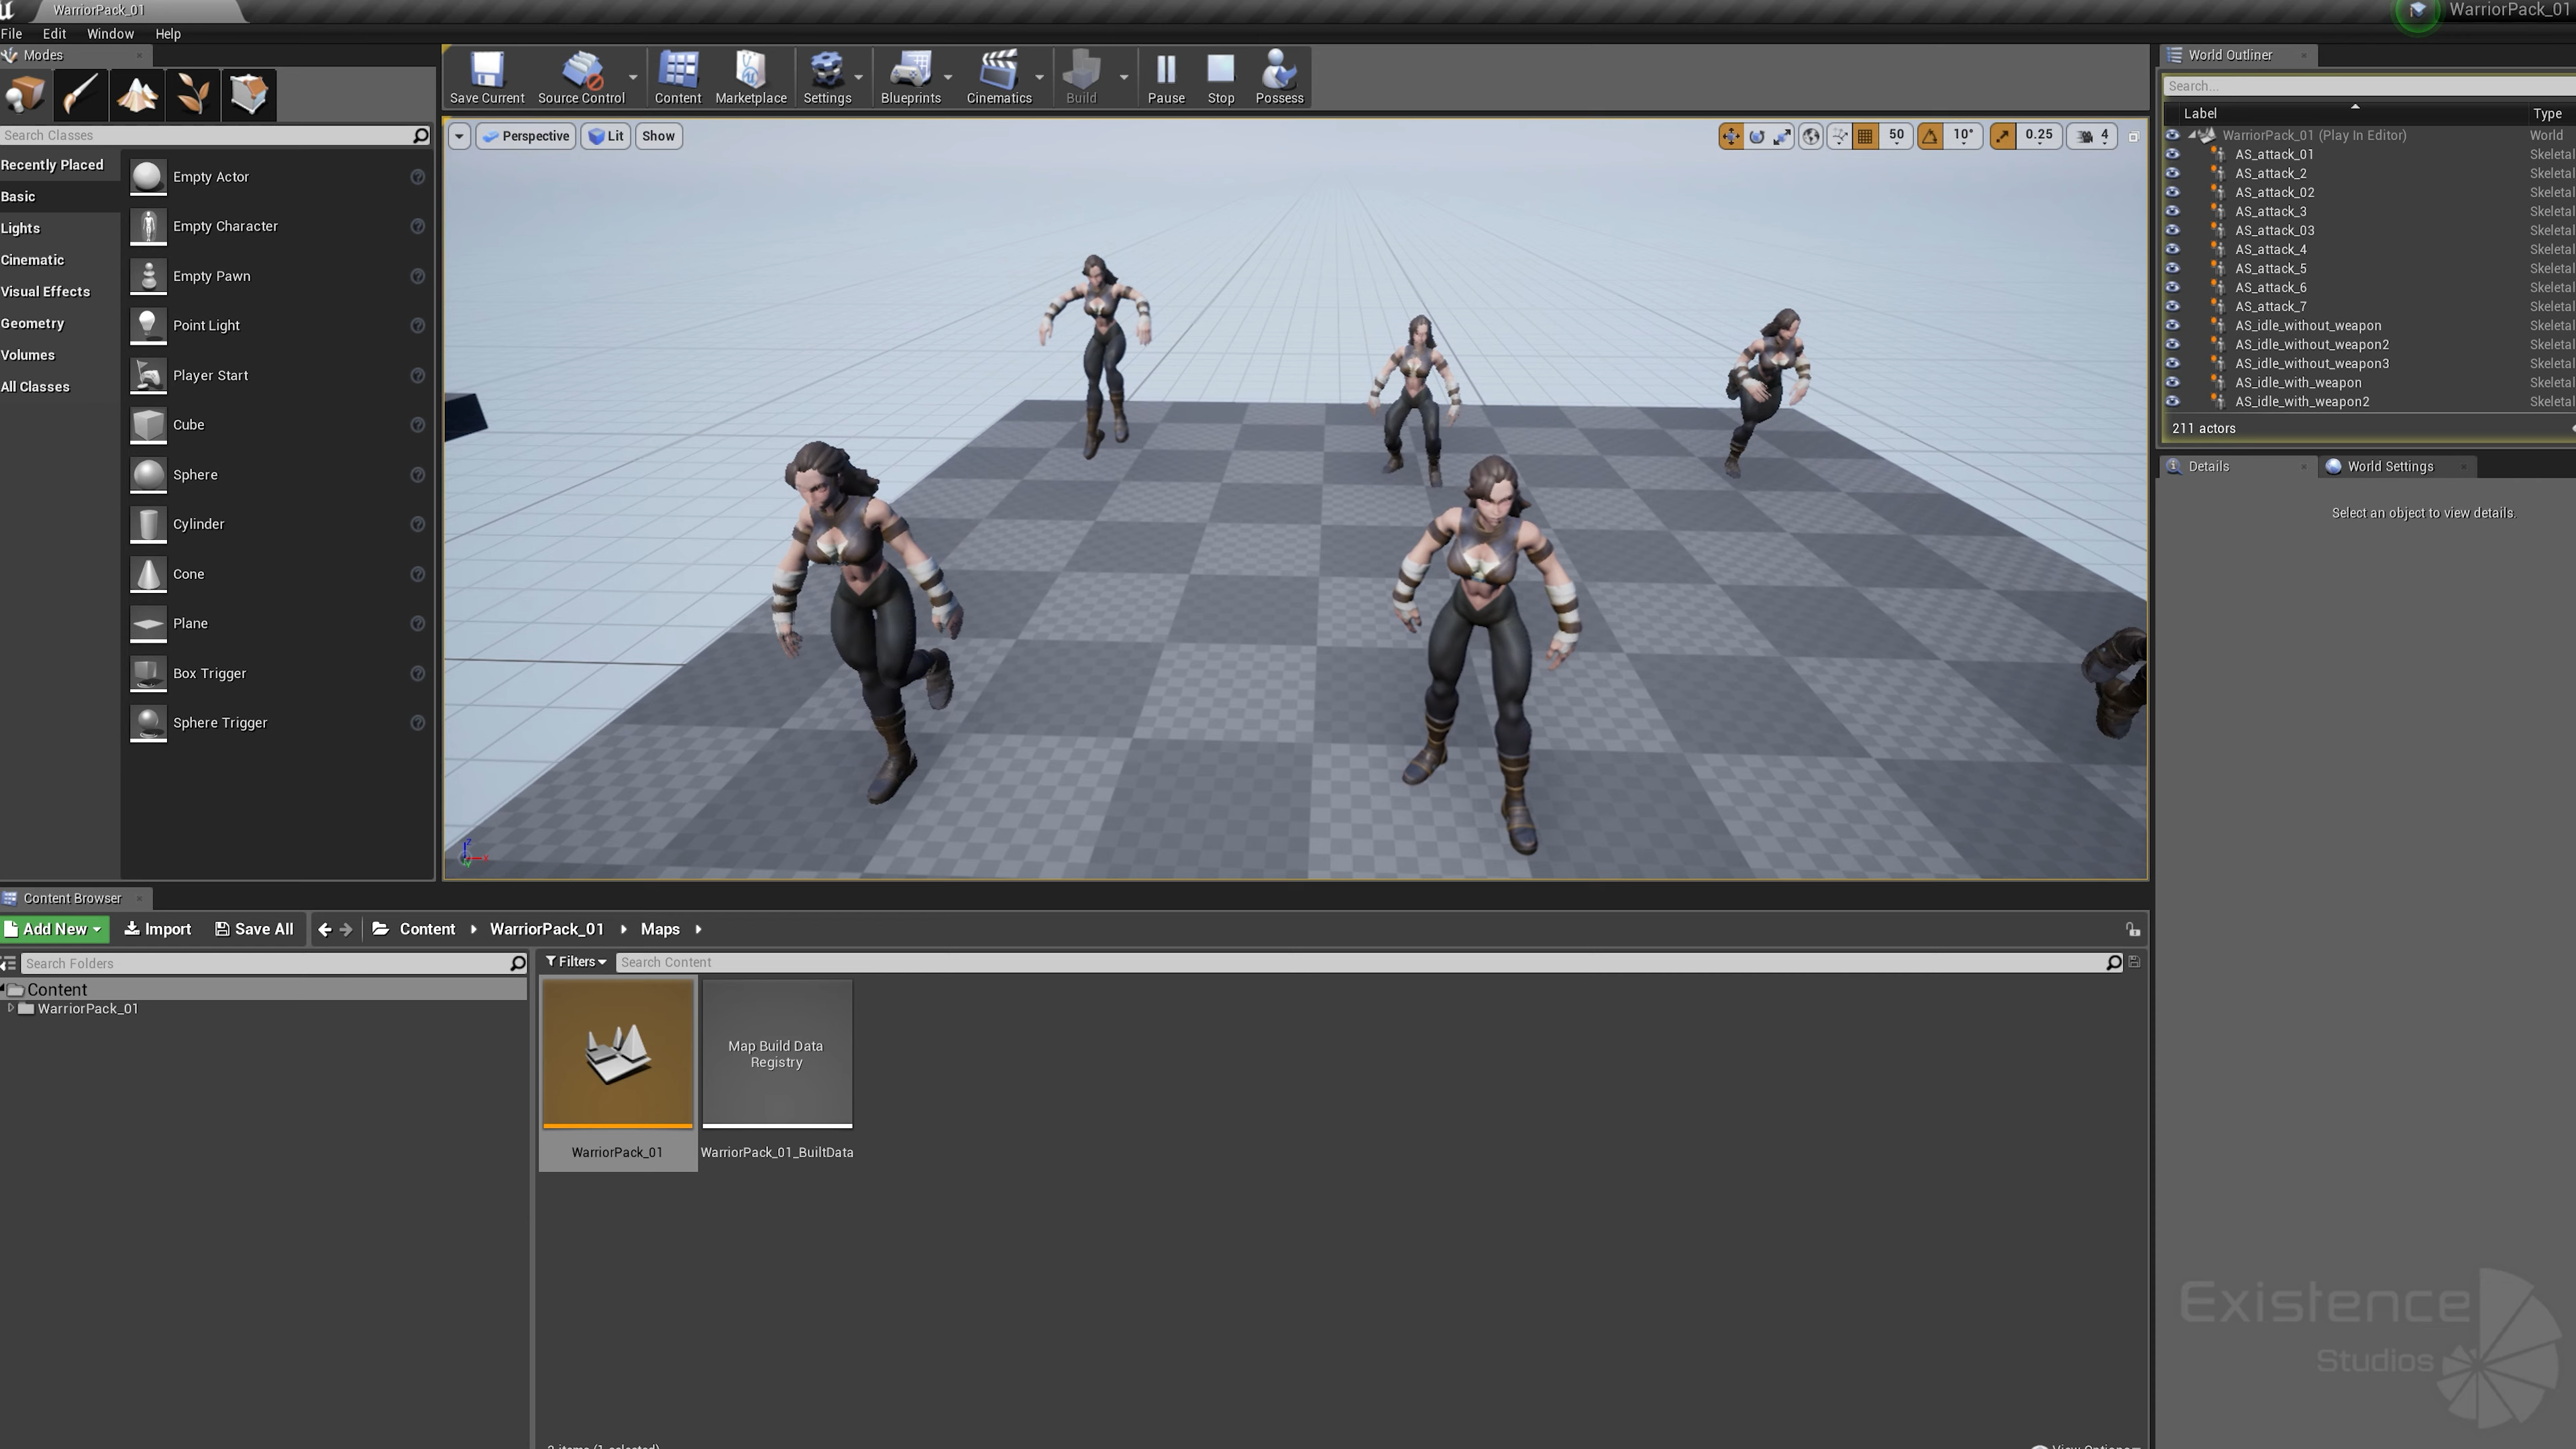 WarriorPack_01
WarriorPack_01
File Edit Window Help
Modes
Save Current Source Control Content Marketplace Settings Blueprints Cinematics Build Pause Stop Possess
Search Classes
Recently Placed
Basic
Lights
Cinematic
Visual Effects
Geometry
Volumes
All Classes
Empty Actor
Empty Character
Empty Pawn
Point Light
Player Start
Cube
Sphere
Cylinder
Cone
Plane
Box Trigger
Sphere Trigger
Perspective Lit Show
50 10° 0.25 4
World Outliner
Search...
Label Type
WarriorPack_01 (Play In Editor) World
AS_attack_01 Skeletal
AS_attack_2 Skeletal
AS_attack_02 Skeletal
AS_attack_3 Skeletal
AS_attack_03 Skeletal
AS_attack_4 Skeletal
AS_attack_5 Skeletal
AS_attack_6 Skeletal
AS_attack_7 Skeletal
AS_idle_without_weapon Skeletal
AS_idle_without_weapon2 Skeletal
AS_idle_without_weapon3 Skeletal
AS_idle_with_weapon Skeletal
AS_idle_with_weapon2 Skeletal
211 actors
Details World Settings
Select an object to view details.
Content Browser
Add New Import Save All Content WarriorPack_01 Maps
Search Folders
Content
WarriorPack_01
Filters Search Content
Map Build Data
Registry
WarriorPack_01
WarriorPack_01_BuiltData
Existence
Studios